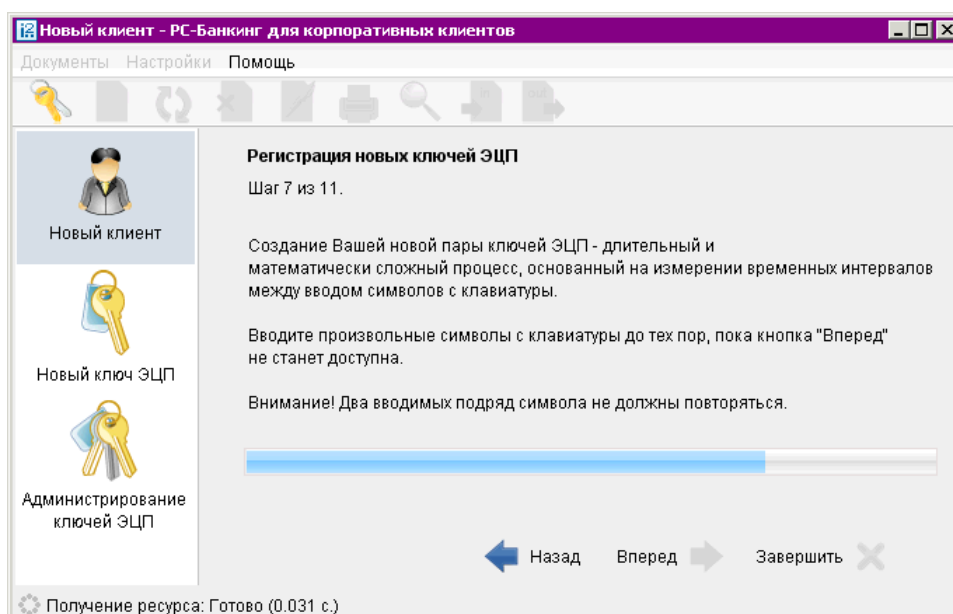 Новый клиент - РС-Банкинг для корпоративных клиентов
Документы Настройки Помощь
in out
Новый клиент
Новый ключ ЭЦП
Администрирование
ключей ЭЦП
Регистрация новых ключей ЭЦП
Шаг 7 из 11.
Создание Вашей новой пары ключей ЭЦП - длительный и
математически сложный процесс, основанный на измерении временных интервалов
между вводом символов с клавиатуры.
Вводите произвольные символы с клавиатуры до тех пор, пока кнопка "Вперед"
не станет доступна.
Внимание! Два вводимых подряд символа не должны повторяться.
Назад Вперед Завершить
Получение ресурса: Готово (0.031 с.)